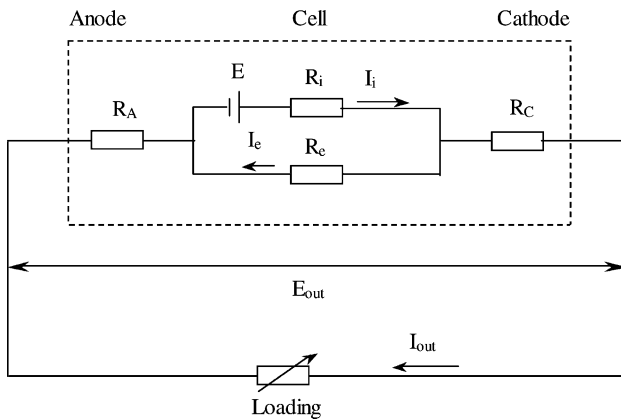 Anode Cell Cathode
E R_i I_i
R_A R_C
I_e R_e
E_out
I_out
Loading